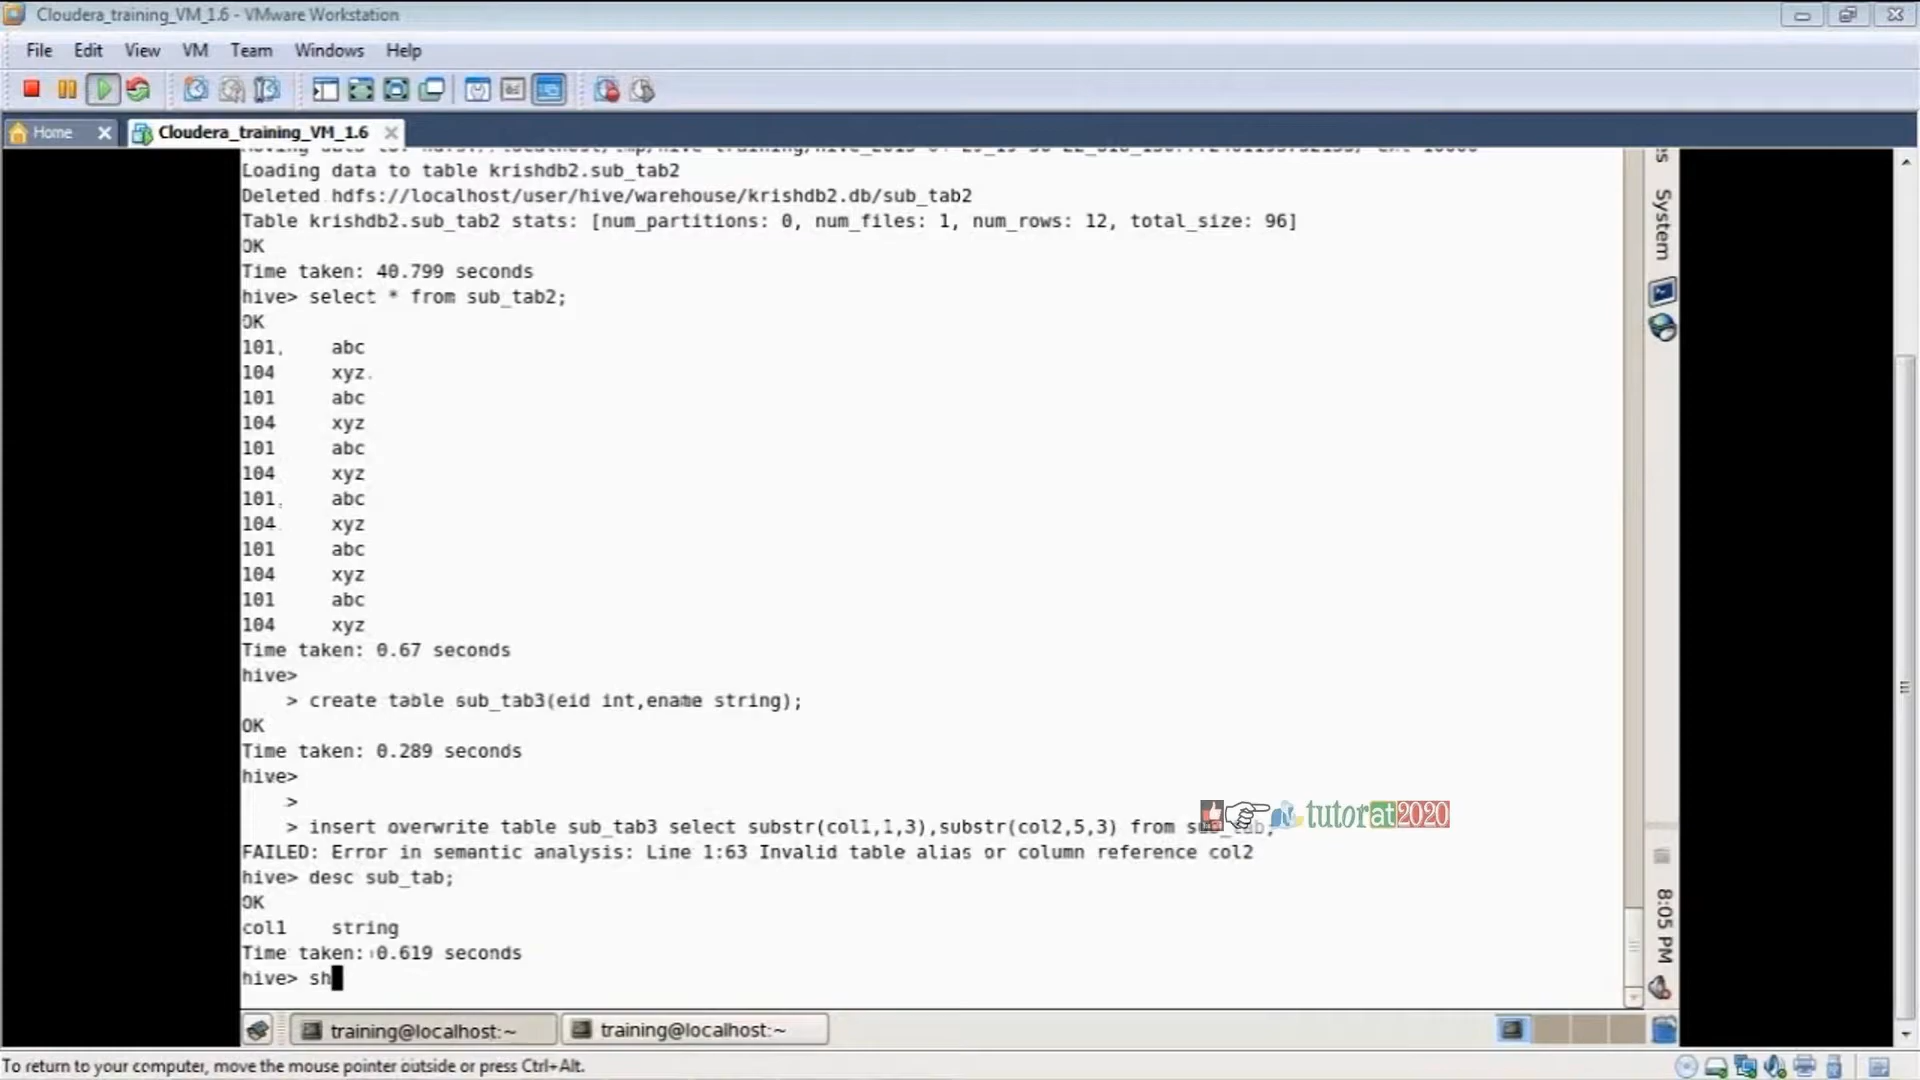 Cloudera_training_VM_1.6 - VMware Workstation
File Edit View VM Team Windows Help
Home
Cloudera_training_VM_1.6
Loading data to table krishdb2.sub_tab2
Deleted hdfs://localhost/user/hive/warehouse/krishdb2.db/sub_tab2
Table krishdb2.sub_tab2 stats: [num_partitions: 0, num_files: 1, num_rows: 12, total_size: 96]
OK
Time taken: 40.799 seconds
hive> select * from sub_tab2;
OK
101 abc
104 xyz
101 abc
104 xyz
101 abc
104 xyz
101 abc
104 xyz
101 abc
104 xyz
101 abc
104 xyz
Time taken: 0.67 seconds
hive>
> create table sub_tab3(eid int,ename string);
OK
Time taken: 0.289 seconds
hive>
>
> insert overwrite table sub_tab3 select substr(col1,1,3),substr(col2,5,3) from
tutorat2020
FAILED: Error in semantic analysis: Line 1:63 Invalid table alias or column reference col2
hive> desc sub_tab;
OK
col1 string
Time taken: 0.619 seconds
hive> sh
System
8:05 PM
training@localhost:~
training@localhost:~
To return to your computer, move the mouse pointer outside or press Ctrl+Alt.